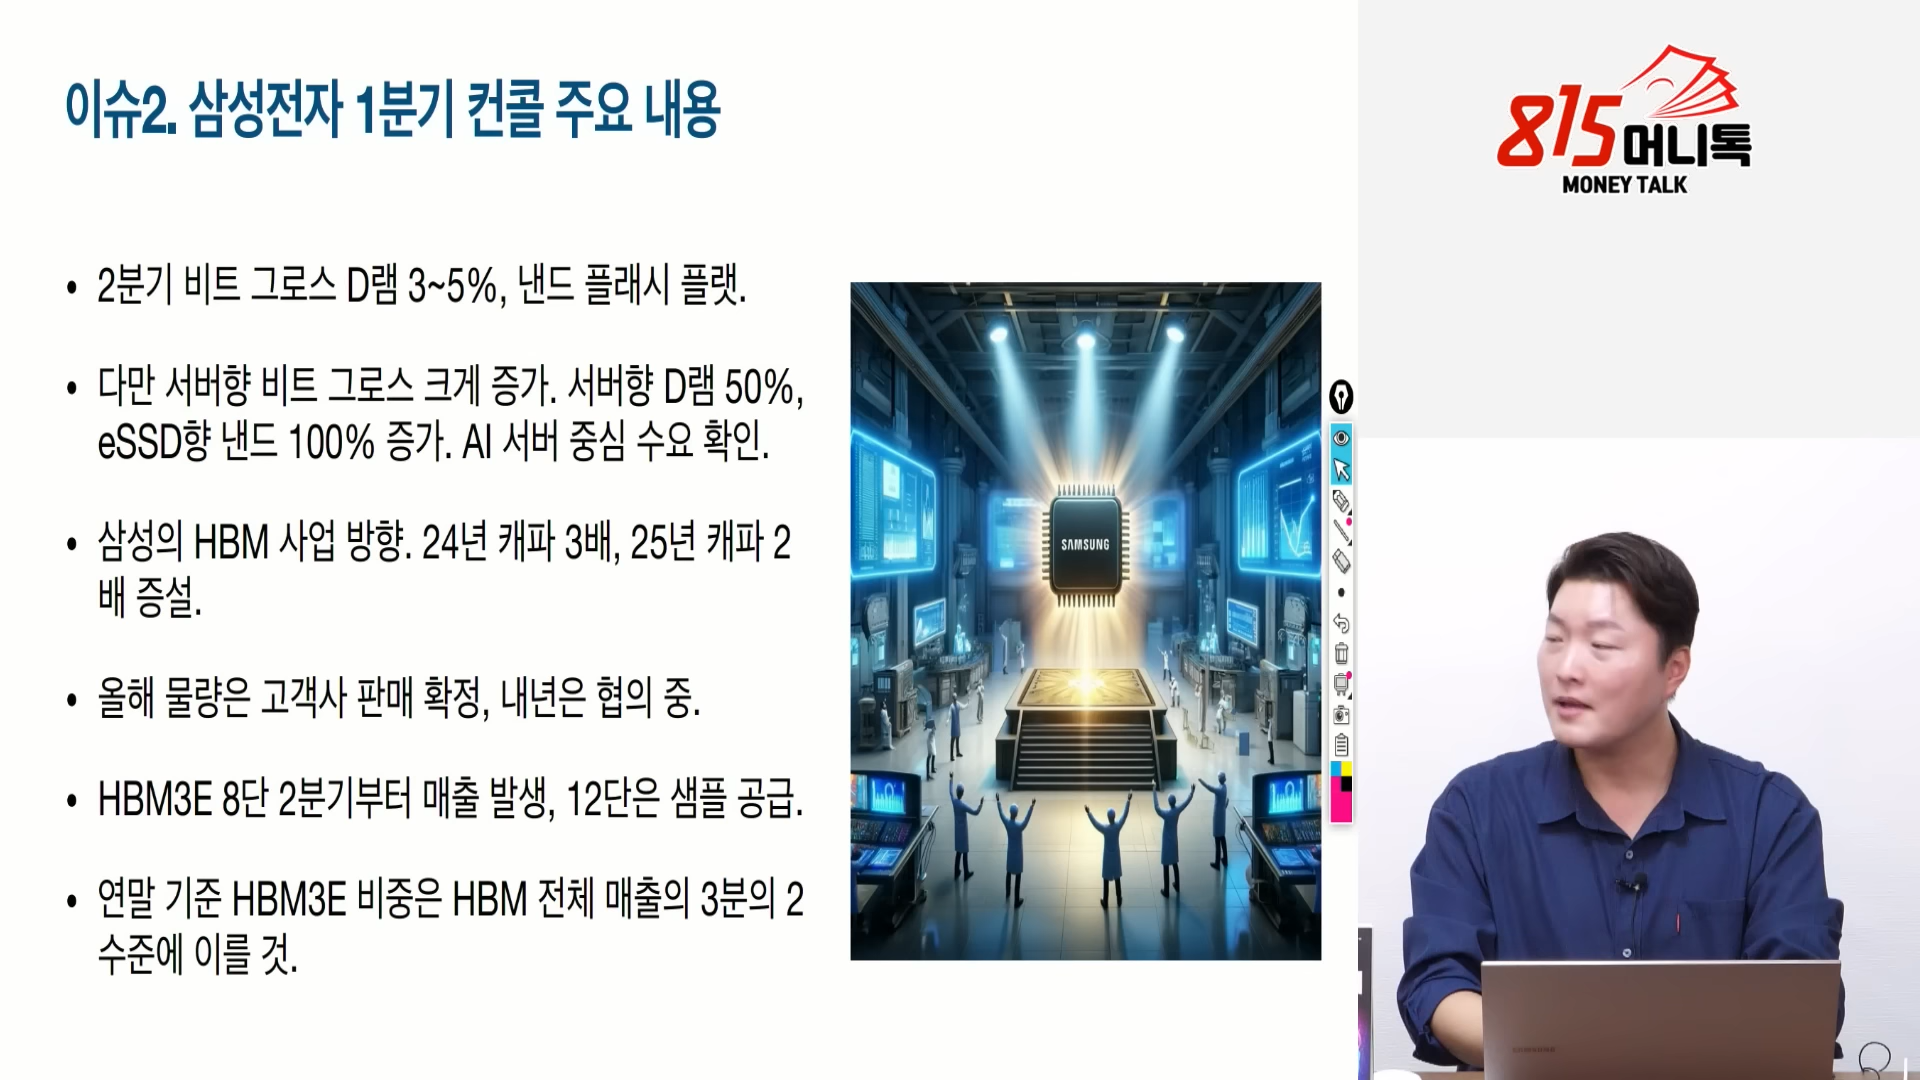 이슈2. 삼성전자 1분기 컨콜 주요 내용
815머니톡
MONEY TALK
• 2분기 비트 그로스 D램 3~5%, 낸드 플래시 플랫.
• 다만 서버향 비트 그로스 크게 증가. 서버향 D램 50%,
eSSD향 낸드 100% 증가. AI 서버 중심 수요 확인.
• 삼성의 HBM 사업 방향. 24년 캐파 3배, 25년 캐파 2
배 증설.
• 올해 물량은 고객사 판매 확정, 내년은 협의 중.
• HBM3E 8단 2분기부터 매출 발생, 12단은 샘플 공급.
• 연말 기준 HBM3E 비중은 HBM 전체 매출의 3분의 2
수준에 이를 것.
SAMSUNG
SAMSUNG